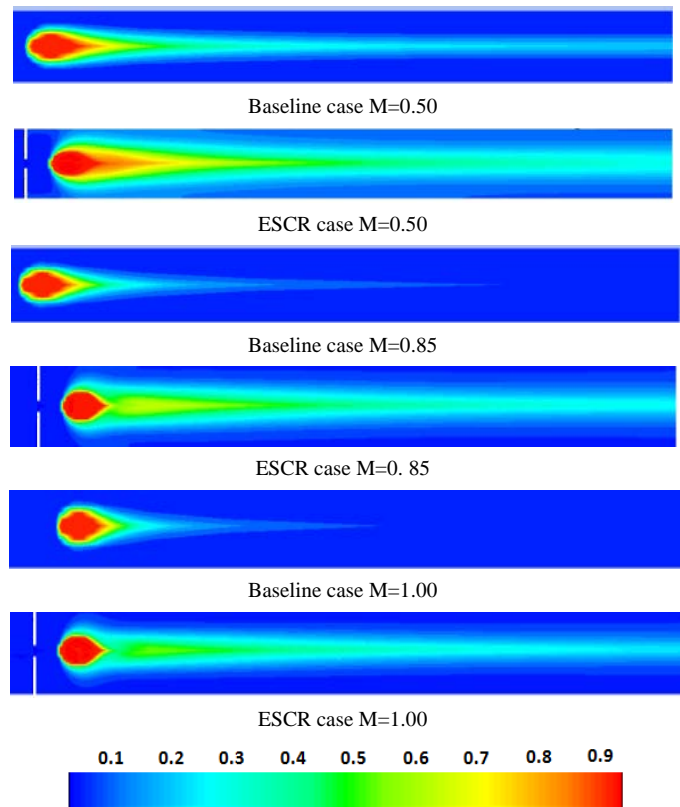 Baseline case M=0.50
ESCR case M=0.50
Baseline case M=0.85
ESCR case M=0. 85
Baseline case M=1.00
ESCR case M=1.00
0.1 0.2 0.3 0.4 0.5 0.6 0.7 0.8 0.9